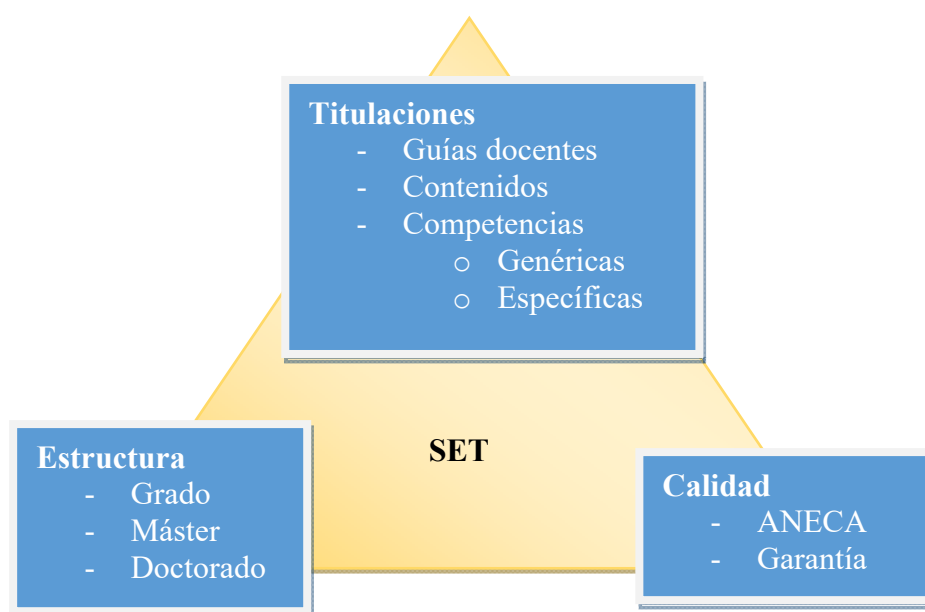 Titulaciones
- Guías docentes
- Contenidos
- Competencias
o Genéricas
o Específicas
SET
Estructura
- Grado
- Máster
- Doctorado
Calidad
- ANECA
- Garantía